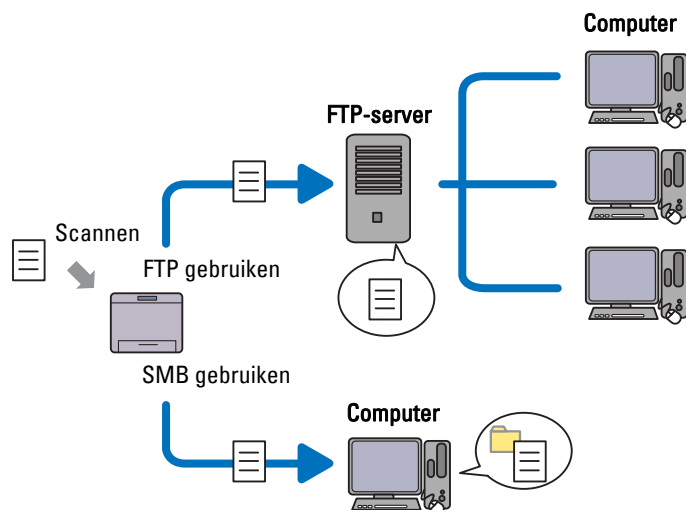 Computer
FTP-server
Scannen
FTP gebruiken
SMB gebruiken
Computer